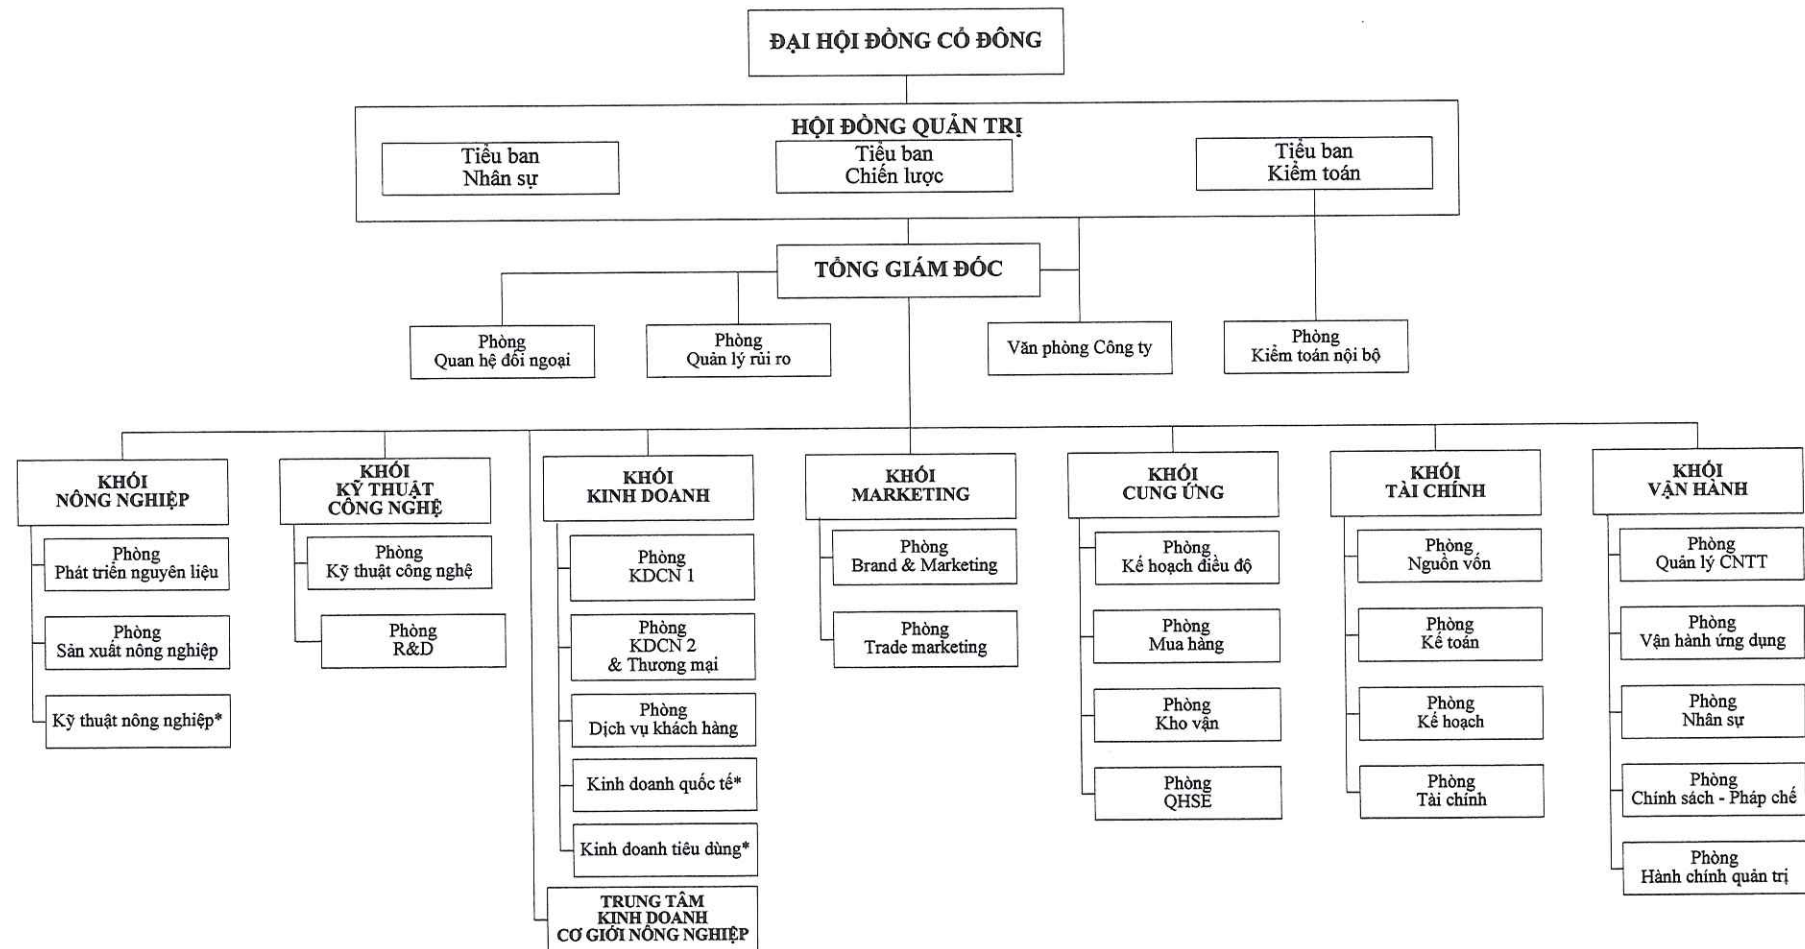 ĐẠI HỘI ĐỒNG CỔ ĐÔNG
HỘI ĐỒNG QUẢN TRỊ
Tiểu ban
Nhân sự
Tiểu ban
Chiến lược
Tiểu ban
Kiểm toán
TỔNG GIÁM ĐỐC
Phòng
Quan hệ đối ngoại
Phòng
Quản lý rủi ro
Văn phòng Công ty
Phòng
Kiểm toán nội bộ
KHỐI
NÔNG NGHIỆP
Phòng
Phát triển nguyên liệu
Phòng
Sản xuất nông nghiệp
Kỹ thuật nông nghiệp*
KHỐI
KỸ THUẬT
CÔNG NGHỆ
Phòng
Kỹ thuật công nghệ
Phòng
R&D
KHỐI
KINH DOANH
Phòng
KDCN 1
Phòng
KDCN 2
& Thương mại
Phòng
Dịch vụ khách hàng
Kinh doanh quốc tế*
Kinh doanh tiêu dùng*
TRUNG TÂM
KINH DOANH
CƠ GIỚI NÔNG NGHIỆP
KHỐI
MARKETING
Phòng
Brand & Marketing
Phòng
Trade marketing
KHỐI
CUNG ỨNG
Phòng
Kế hoạch điều độ
Phòng
Mua hàng
Phòng
Kho vận
Phòng
QHSE
KHỐI
TÀI CHÍNH
Phòng
Nguồn vốn
Phòng
Kế toán
Phòng
Kế hoạch
Phòng
Tài chính
KHỐI
VẬN HÀNH
Phòng
Quản lý CNTT
Phòng
Vận hành ứng dụng
Phòng
Nhân sự
Phòng
Chính sách - Pháp chế
Phòng
Hành chính quản trị